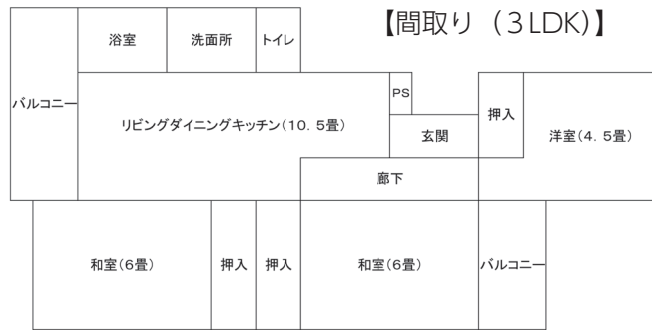 【間取り（３LDK)】
浴室
洗面所
トイレ
バルコニー
リビングダイニングキッチン(10. 5畳)
PS
玄関
押入
洋室(4. 5畳)
廊下
和室(6畳)
押入
押入
和室(6畳)
バルコニー